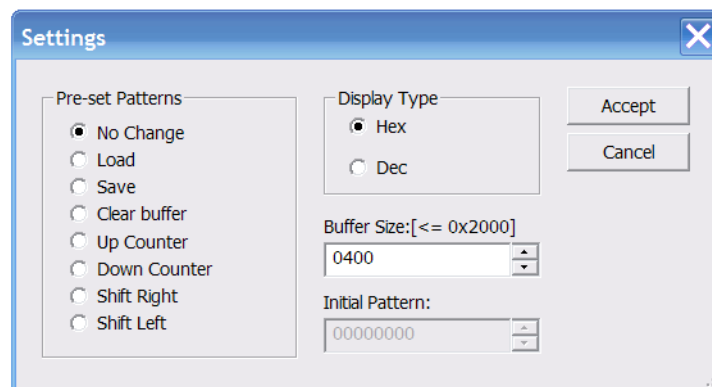 Settings
Pre-set Patterns
No Change
Load
Save
Clear buffer
Up Counter
Down Counter
Shift Right
Shift Left
Display Type
Hex
Dec
Buffer Size:[<= 0x2000]
0400
Initial Pattern:
00000000
Accept
Cancel